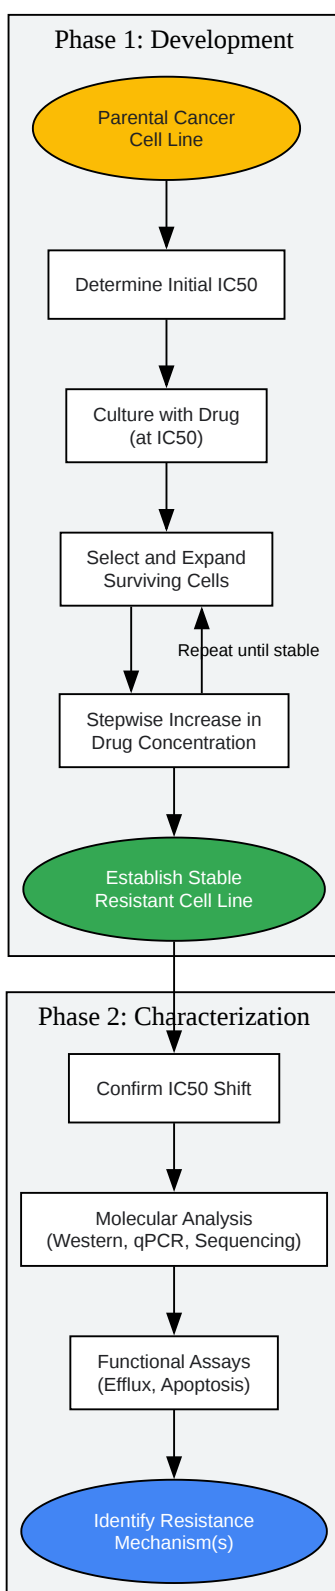 Phase 1: Development
Parental Cancer
Cell Line
Determine Initial IC50
Culture with Drug
(at IC50)
Select and Expand
Surviving Cells
Repeat until stable
Stepwise Increase in
Drug Concentration
Establish Stable
Resistant Cell Line
Phase 2: Characterization
Confirm IC50 Shift
Molecular Analysis
(Western, qPCR, Sequencing)
Functional Assays
(Efflux, Apoptosis)
Identify Resistance
Mechanism(s)